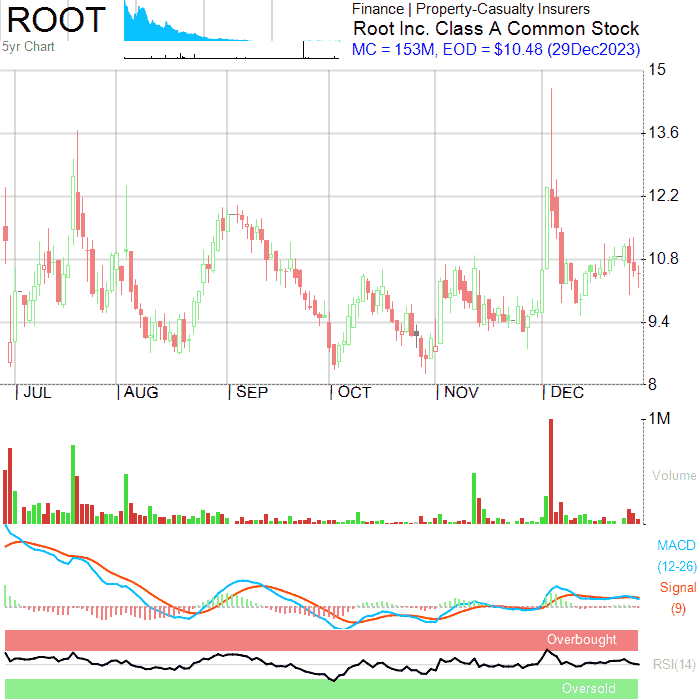 ROOT
5yr Chart
Finance | Property-Casualty Insurers
Root Inc. Class A Common Stock
MC = 153M, EOD = $10.48 (29Dec2023)
15
13.6
12.2
10.8
9.4
8
JUL AUG SEP OCT NOV DEC
1M
Volume
MACD
(12-26)
Signal
(9)
Overbought
RSI(14)
Oversold